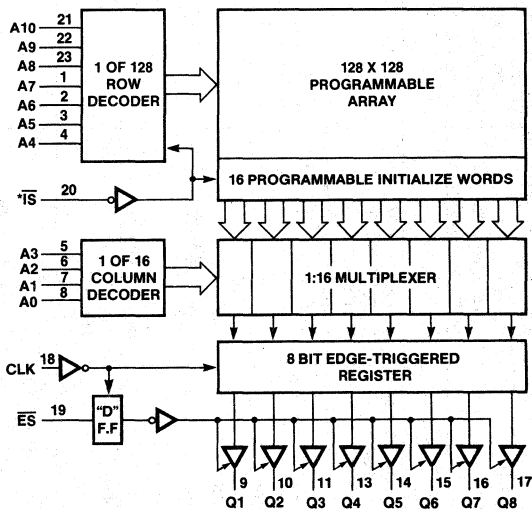 A10 21
A9 22
A8 23
A7 1
A6 2
A5 3
A4 4
1 OF 128
ROW
DECODER
128 X 128
PROGRAMMABLE
ARRAY
16 PROGRAMMABLE INITIALIZE WORDS
*IS 20
A3 5
A2 6
A1 7
A0 8
1 OF 16
COLUMN
DECODER
1:16 MULTIPLEXER
CLK 18
8 BIT EDGE-TRIGGERED
REGISTER
ES 19
"D"
F.F
9 10 11 13 14 15 16 17
Q1 Q2 Q3 Q4 Q5 Q6 Q7 Q8